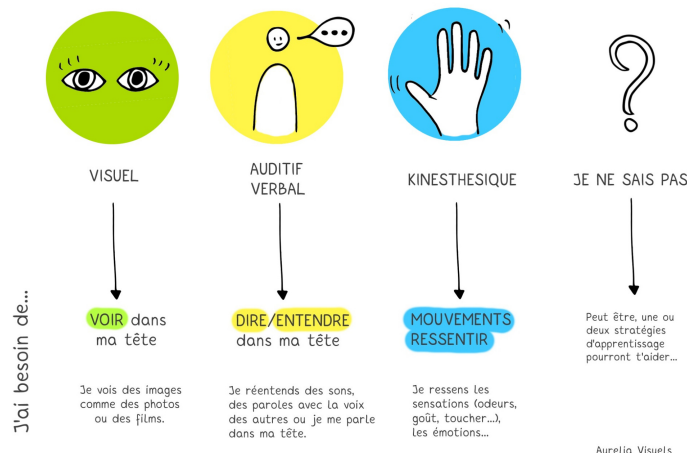 VISUEL
AUDITIF
VERBAL
KINESTHESIQUE
JE NE SAIS PAS
J'ai besoin de...
VOIR dans
ma tête
DIRE/ENTENDRE
dans ma tête
MOUVEMENTS
RESSENTIR
Peut être, une ou
deux stratégies
d'apprentissage
pourront t'aider...
Je vois des images
comme des photos
ou des films.
Je réentends des sons,
des paroles avec la voix
des autres ou je me parle
dans ma tête.
Je ressens les
sensations (odeurs,
goût, toucher...),
les émotions...
Aurelia Visuels